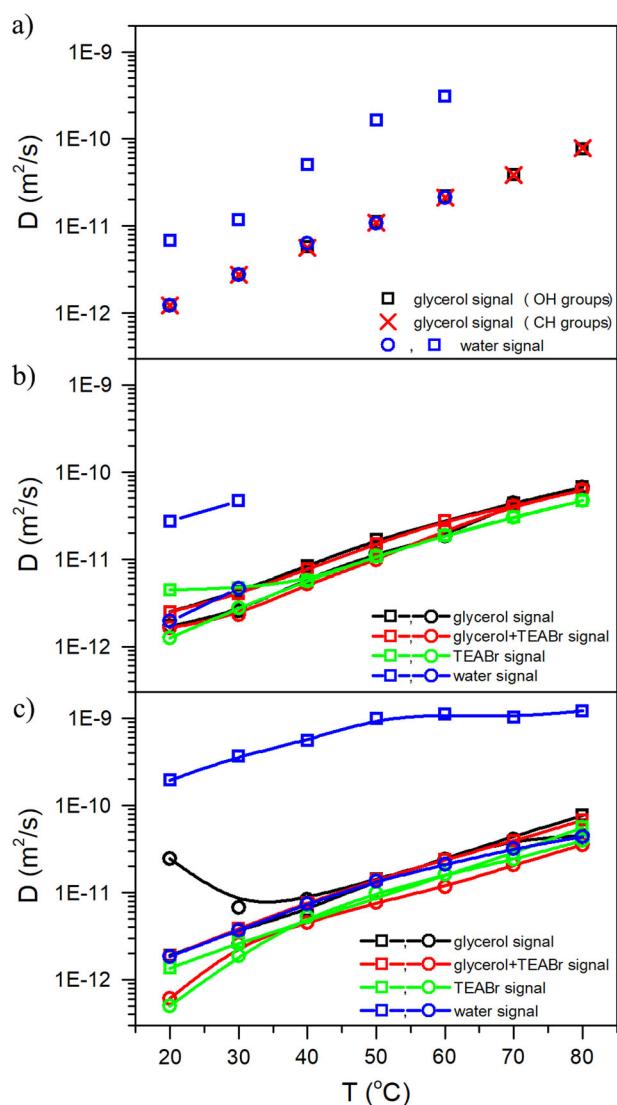 a)
1E-9
1E-10
1E-11
1E-12
D (m²/s)
glycerol signal ( OH groups)
glycerol signal ( CH groups)
, water signal
b)
1E-9
1E-10
1E-11
1E-12
D (m²/s)
, glycerol signal
, glycerol+TEABr signal
, TEABr signal
, water signal
c)
1E-9
1E-10
1E-11
1E-12
D (m²/s)
, glycerol signal
, glycerol+TEABr signal
, TEABr signal
, water signal
20 30 40 50 60 70 80
T (°C)